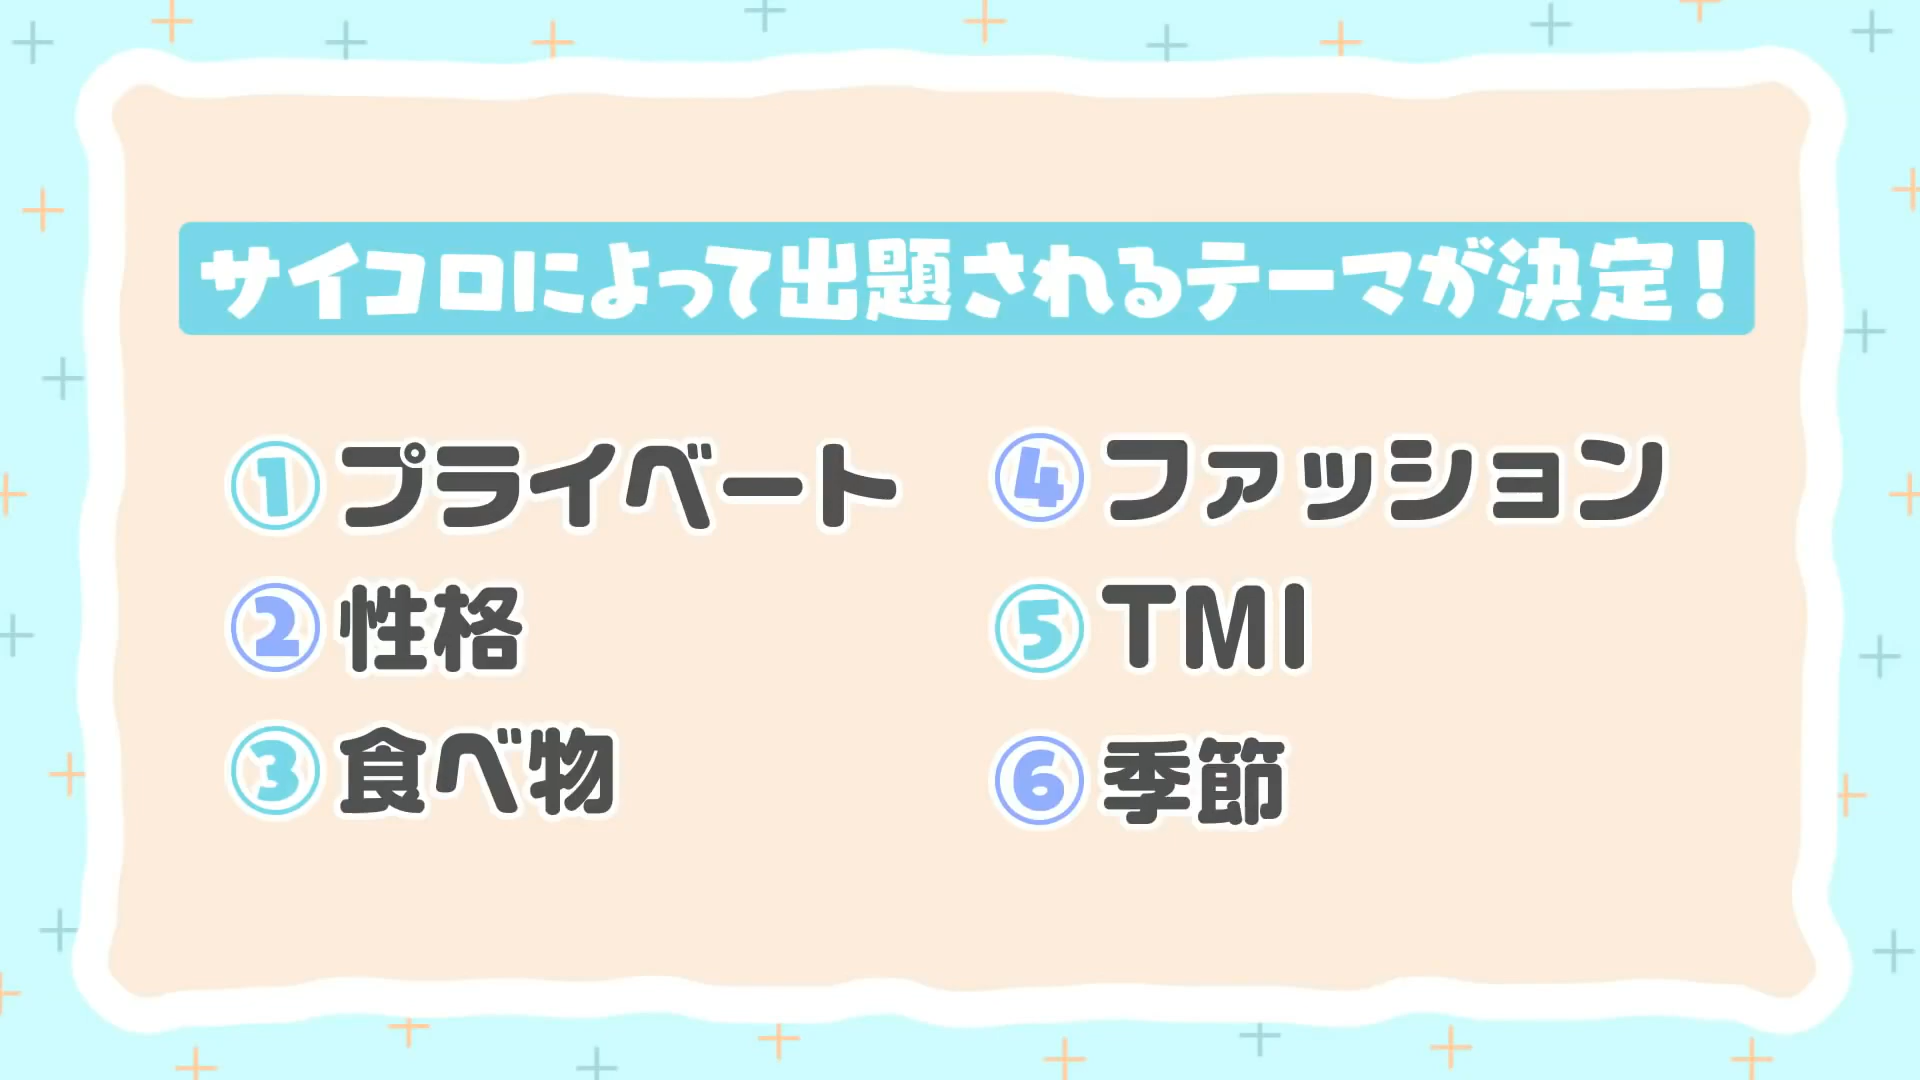 サイコロによって出題されるテーマが決定！
①プライベート
②性格
③食べ物
④ファッション
⑤TMI
⑥季節